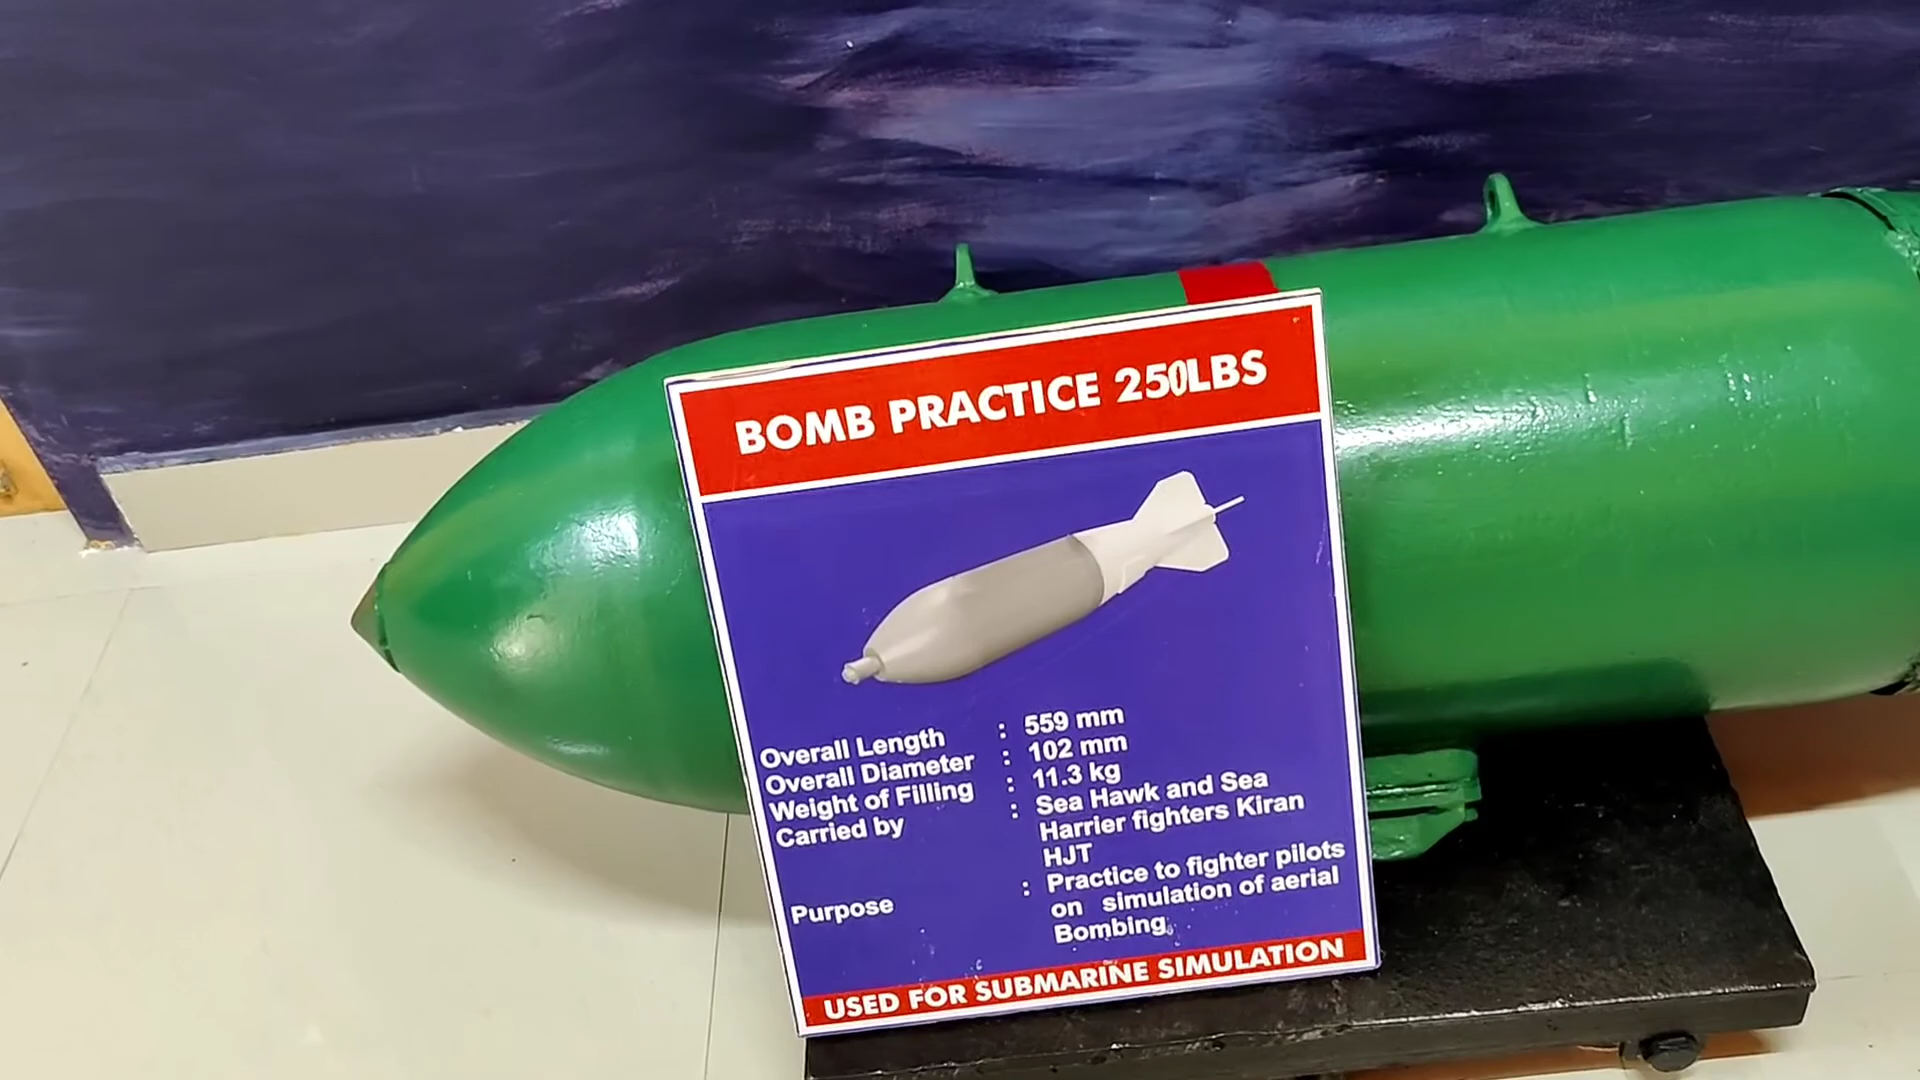 BOMB PRACTICE 250LBS
Overall Length : 559 mm
Overall Diameter : 102 mm
Weight of Filling : 11.3 kg
Carried by : Sea Hawk and Sea
Harrier fighters Kiran
HJT
Purpose : Practice to fighter pilots
on simulation of aerial
Bombing
USED FOR SUBMARINE SIMULATION